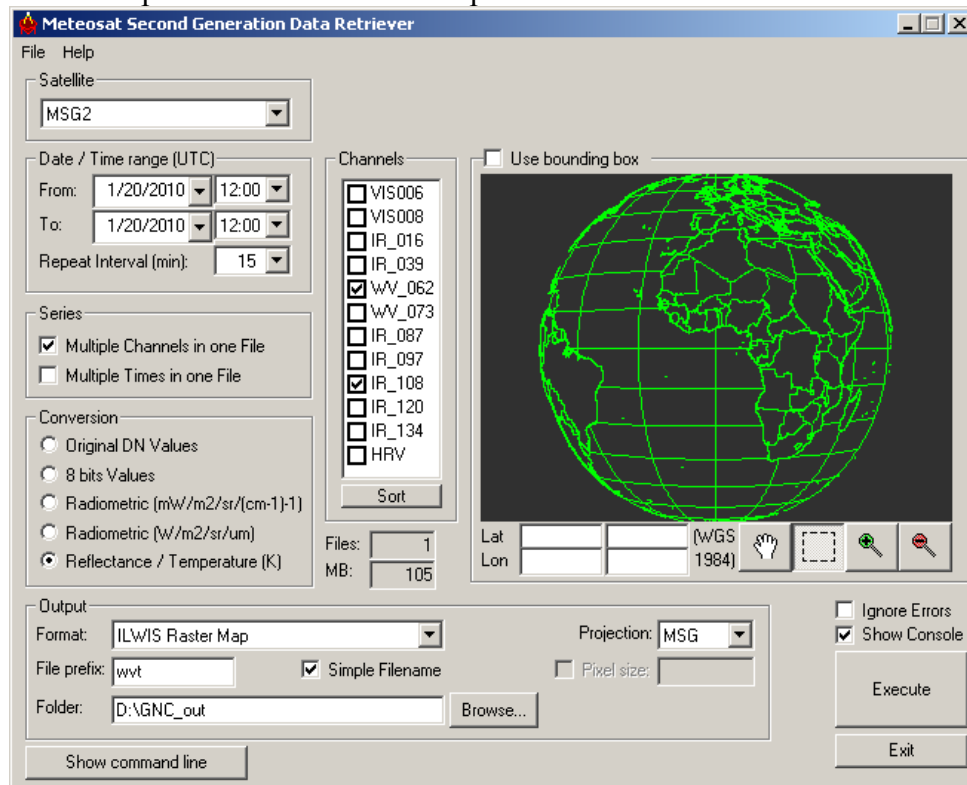 Meteosat Second Generation Data Retriever
File Help
Satellite
MSG2
Date / Time range (UTC)
From: 1/20/2010 12:00
To: 1/20/2010 12:00
Repeat Interval (min): 15
Series
Multiple Channels in one File
Multiple Times in one File
Conversion
Original DN Values
8 bits Values
Radiometric (mW/m2/sr/(cm-1)-1)
Radiometric (W/m2/sr/um)
Reflectance / Temperature (K)
Channels
VIS006
VIS008
IR_016
IR_039
WV_062
WV_073
IR_087
IR_097
IR_108
IR_120
IR_134
HRV
Sort
Files: 1
MB: 105
Use bounding box
Lat
Lon
(WGS
1984)
Output
Format: ILWIS Raster Map
Projection: MSG
File prefix: wvt
Simple Filename
Pixel size:
Folder: D:\GNC_out
Browse...
Ignore Errors
Show Console
Execute
Exit
Show command line